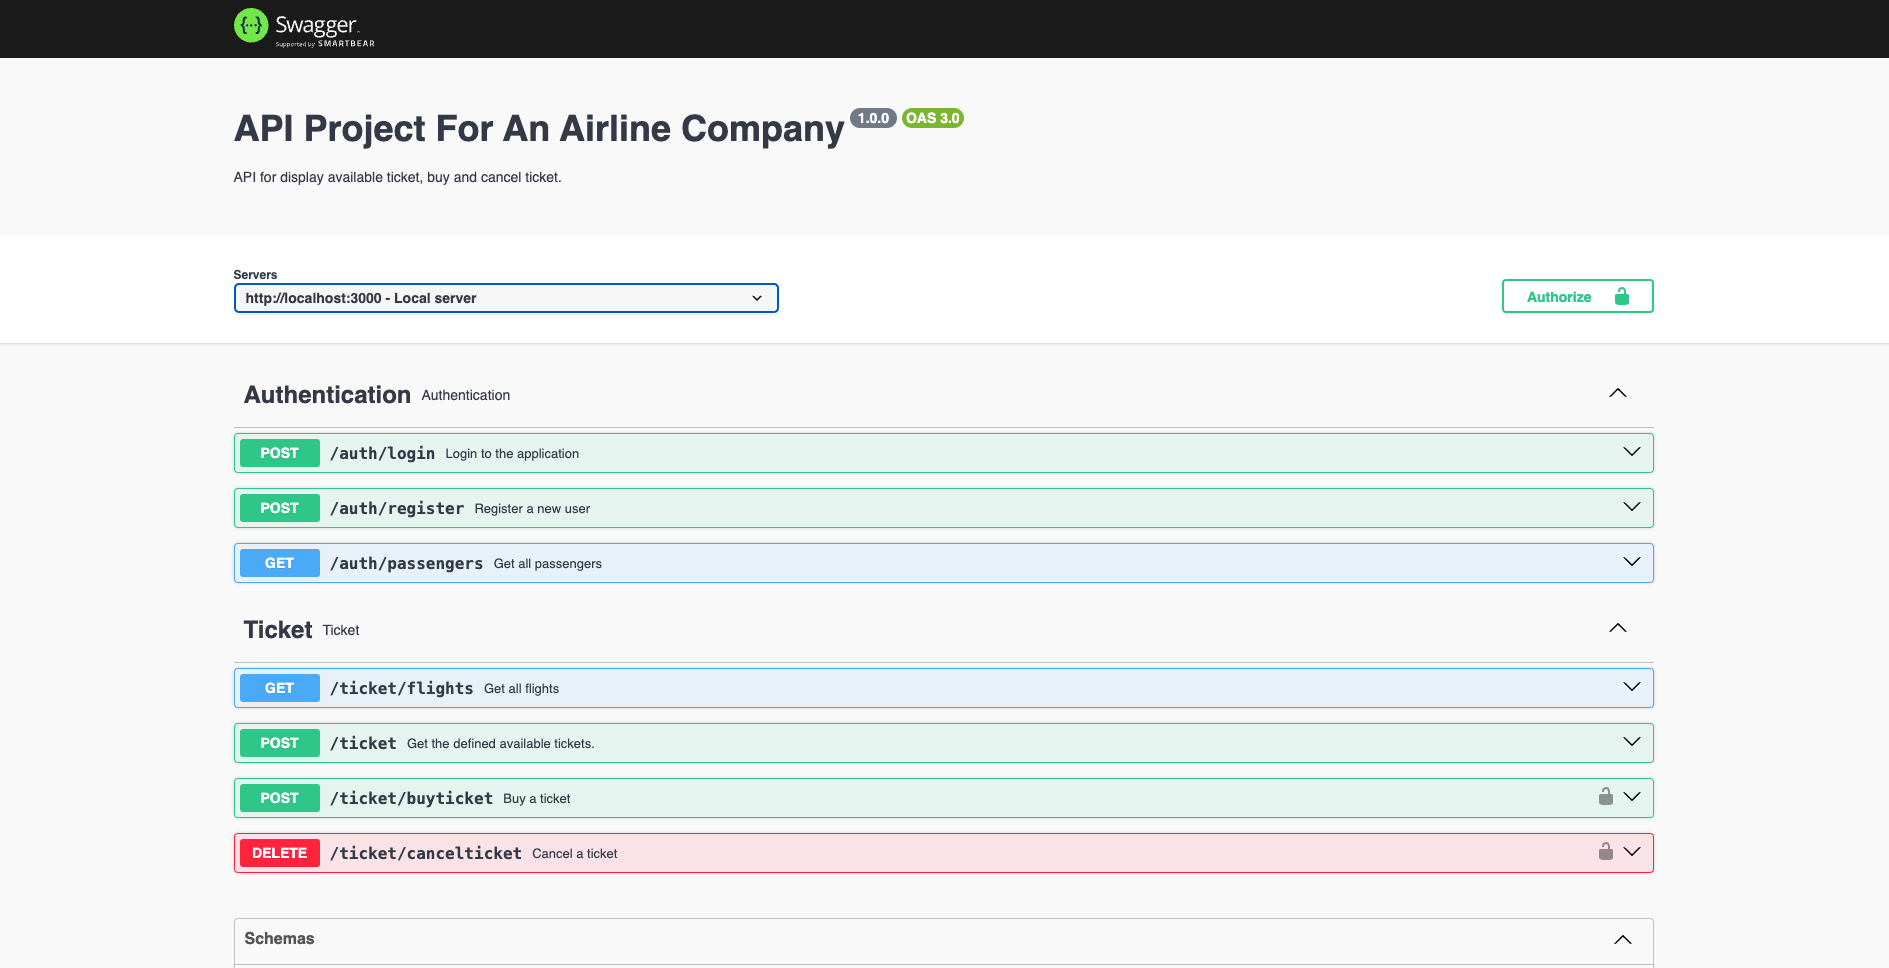 {···} Swagger
Supported by SMARTBEAR
API Project For An Airline Company 1.0.0 OAS 3.0
API for display available ticket, buy and cancel ticket.
Servers
http://localhost:3000 - Local server
Authorize
Authentication Authentication
POST /auth/login Login to the application
POST /auth/register Register a new user
GET /auth/passengers Get all passengers
Ticket Ticket
GET /ticket/flights Get all flights
POST /ticket Get the defined available tickets.
POST /ticket/buyticket Buy a ticket
DELETE /ticket/cancelticket Cancel a ticket
Schemas